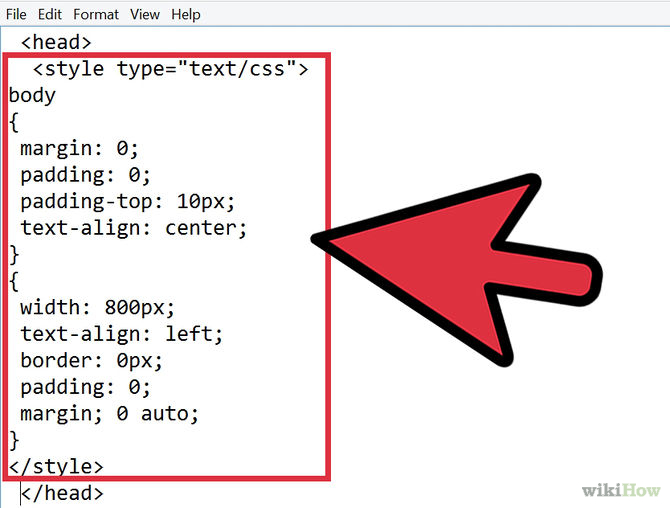 File Edit Format View Help
<head>
<style type="text/css">
body
{
margin: 0;
padding: 0;
padding-top: 10px;
text-align: center;
}
{
width: 800px;
text-align: left;
border: 0px;
padding: 0;
margin; 0 auto;
}
</style>
</head>
wikiHow